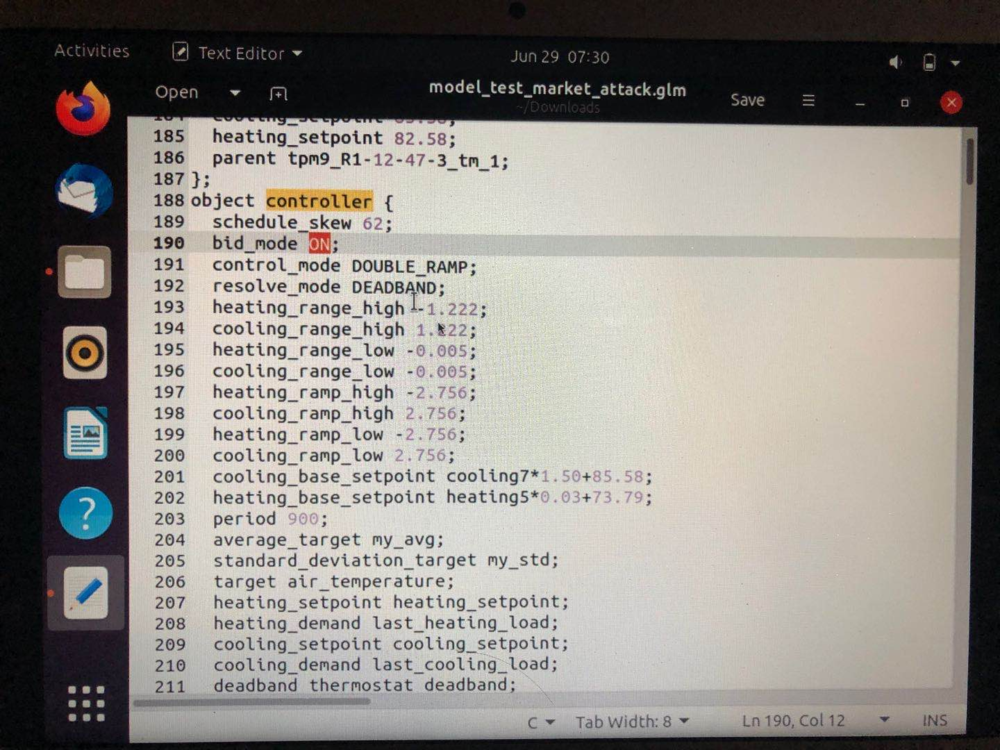 Activities Text Editor Jun 29 07:30
Open model_test_market_attack.glm Save
~/Downloads
185 heating_setpoint 82.58;
186 parent tpm9_R1-12-47-3_tm_1;
187 };
188 object controller {
189 schedule_skew 62;
190 bid_mode ON;
191 control_mode DOUBLE_RAMP;
192 resolve_mode DEADBAND;
193 heating_range_high -1.222;
194 cooling_range_high 1.222;
195 heating_range_low -0.005;
196 cooling_range_low -0.005;
197 heating_ramp_high -2.756;
198 cooling_ramp_high 2.756;
199 heating_ramp_low -2.756;
200 cooling_ramp_low 2.756;
201 cooling_base_setpoint cooling7*1.50+85.58;
202 heating_base_setpoint heating5*0.03+73.79;
203 period 900;
204 average_target my_avg;
205 standard_deviation_target my_std;
206 target air_temperature;
207 heating_setpoint heating_setpoint;
208 heating_demand last_heating_load;
209 cooling_setpoint cooling_setpoint;
210 cooling_demand last_cooling_load;
211 deadband thermostat_deadband;
C Tab Width: 8 Ln 190, Col 12 INS